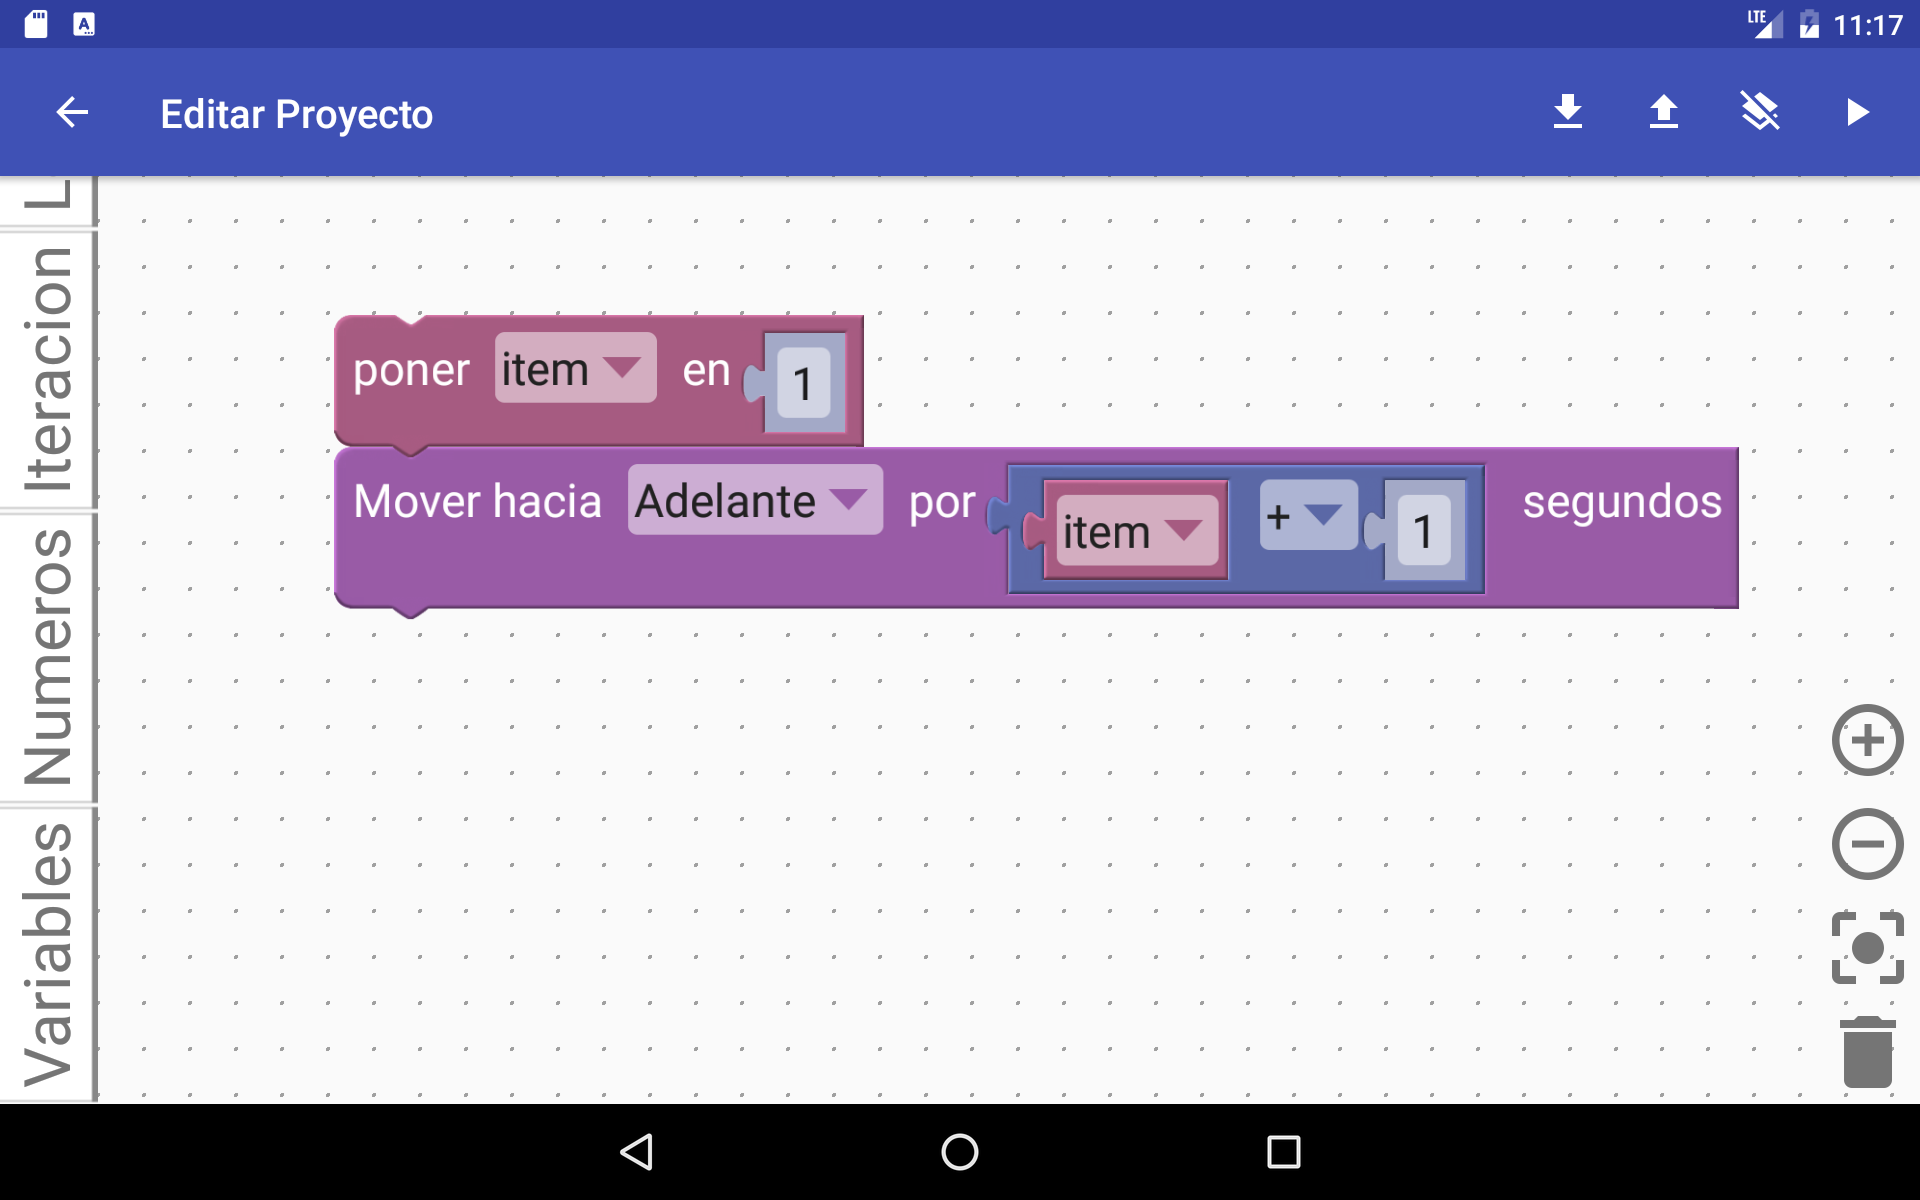 LTE 11:17
Editar Proyecto
L
Iteracion
Numeros
Variables
poner item en 1
Mover hacia Adelante por item + 1 segundos